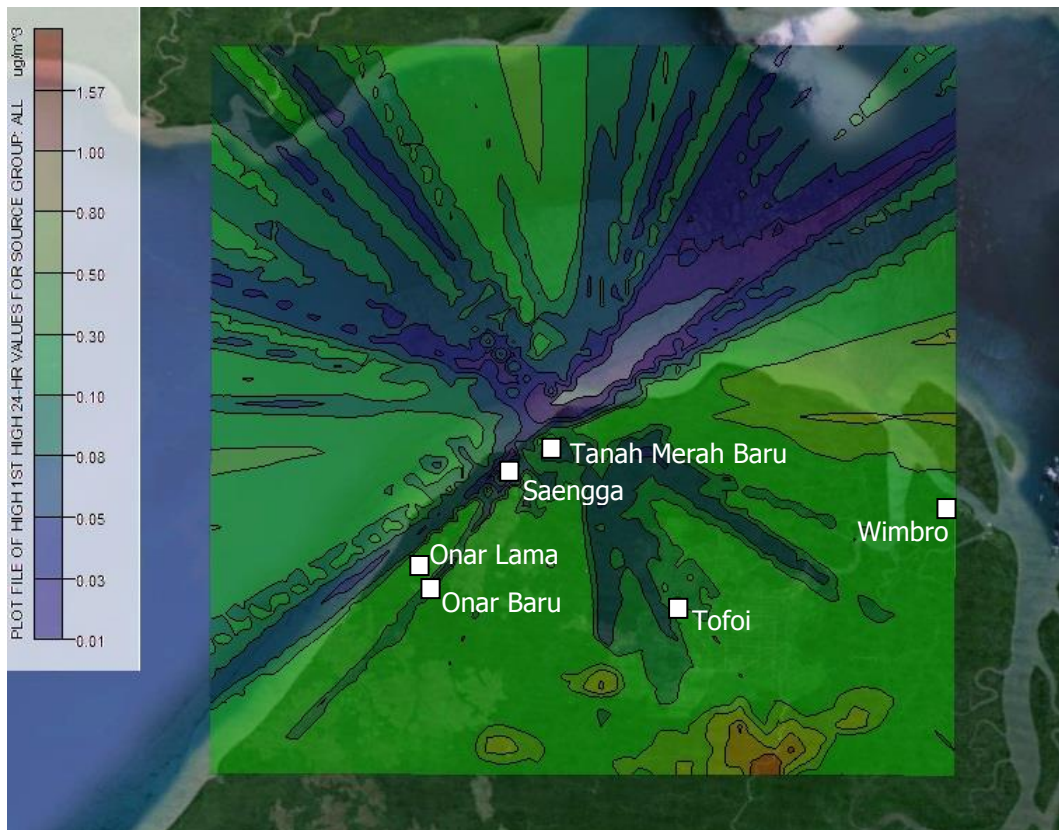 PLOT FILE OF HIGH 1ST HIGH 24-HR VALUES FOR SOURCE GROUP: ALL
ug/m^3
1.57
1.00
0.80
0.50
0.30
0.10
0.08
0.05
0.03
0.01
Tanah Merah Baru
Saengga
Wimbro
Onar Lama
Onar Baru
Tofoi